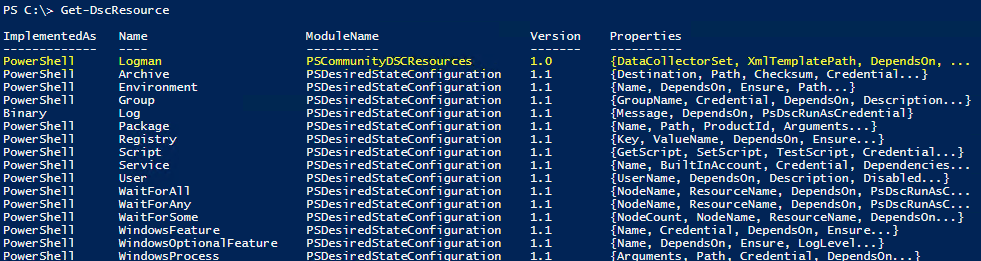 PS C:\> Get-DscResource
ImplementedAs Name ModuleName Version Properties
------------- ---- ---------- ------- ----------
PowerShell Logman PSCommunityDSCResources 1.0 {DataCollectorSet, XmlTemplatePath, DependsOn, ...
PowerShell Archive PSDesiredStateConfiguration 1.1 {Destination, Path, Checksum, Credential...}
PowerShell Environment PSDesiredStateConfiguration 1.1 {Name, DependsOn, Ensure, Path...}
PowerShell Group PSDesiredStateConfiguration 1.1 {GroupName, Credential, DependsOn, Description...}
Binary Log PSDesiredStateConfiguration 1.1 {Message, DependsOn, PsDscRunAsCredential}
PowerShell Package PSDesiredStateConfiguration 1.1 {Name, Path, ProductId, Arguments...}
PowerShell Registry PSDesiredStateConfiguration 1.1 {Key, ValueName, DependsOn, Ensure...}
PowerShell Script PSDesiredStateConfiguration 1.1 {GetScript, SetScript, TestScript, Credential...}
PowerShell Service PSDesiredStateConfiguration 1.1 {Name, BuiltInAccount, Credential, Dependencies...
PowerShell User PSDesiredStateConfiguration 1.1 {UserName, DependsOn, Description, Disabled...}
PowerShell WaitForAll PSDesiredStateConfiguration 1.1 {NodeName, ResourceName, DependsOn, PsDscRunAsC...
PowerShell WaitForAny PSDesiredStateConfiguration 1.1 {NodeName, ResourceName, DependsOn, PsDscRunAsC...
PowerShell WaitForSome PSDesiredStateConfiguration 1.1 {NodeCount, NodeName, ResourceName, DependsOn...}
PowerShell WindowsFeature PSDesiredStateConfiguration 1.1 {Name, Credential, DependsOn, Ensure...}
PowerShell WindowsOptionalFeature PSDesiredStateConfiguration 1.1 {Name, DependsOn, Ensure, LogLevel...}
PowerShell WindowsProcess PSDesiredStateConfiguration 1.1 {Arguments, Path, Credential, DependsOn...}